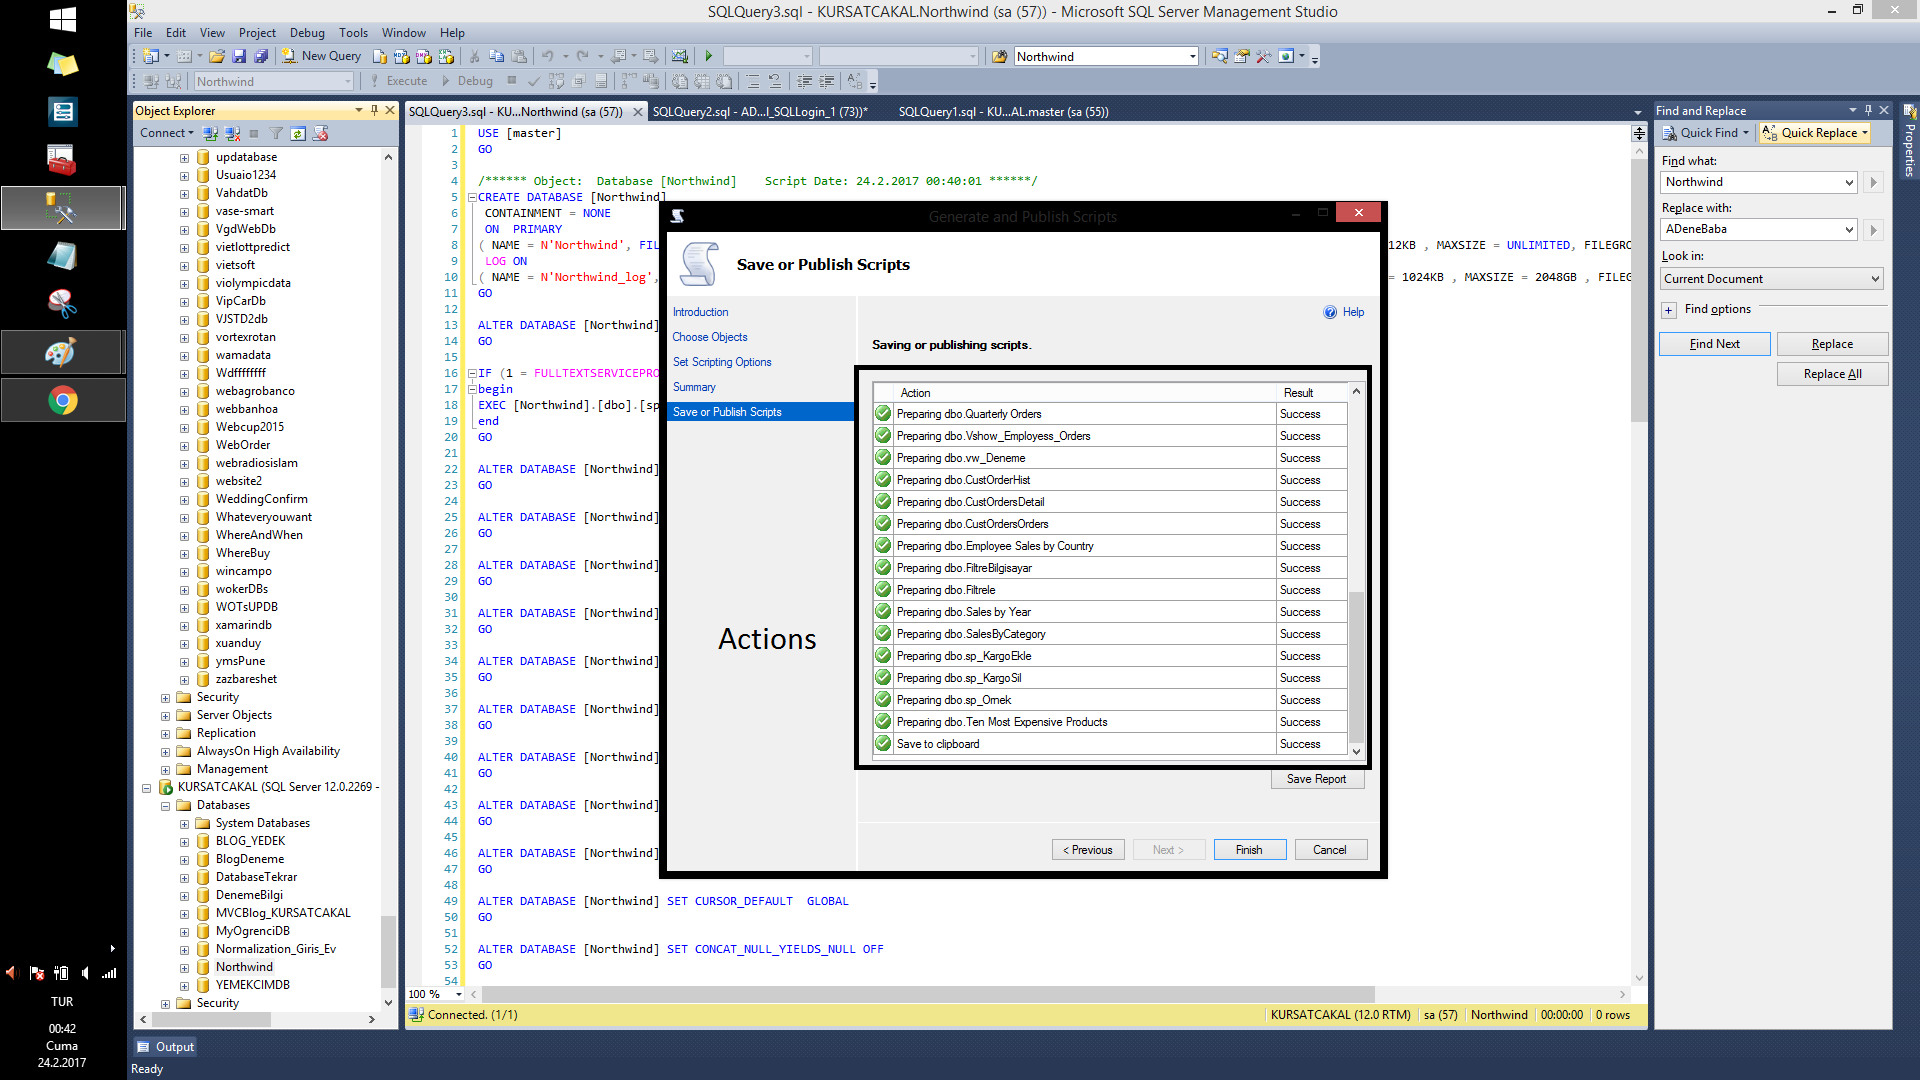 SQLQuery3.sql - KURSATCAKAL.Northwind (sa (57)) - Microsoft SQL Server Management Studio
File Edit View Project Debug Tools Window Help
New Query Northwind
Northwind Execute Debug
Object Explorer
Connect
updatabase
Usuaio1234
VahdatDb
vase-smart
VgdWebDb
vietlottpredict
vietsoft
violympicdata
VipCarDb
VJSTD2db
vortexrotan
wamadata
Wdffffffff
webagrobanco
webbanhoa
Webcup2015
WebOrder
webradiosislam
website2
WeddingConfirm
Whateveryouwant
WhereAndWhen
WhereBuy
wincampo
wokerDBs
WOTsUPDB
xamarindb
xuanduy
ymsPune
zazbareshet
Security
Server Objects
Replication
AlwaysOn High Availability
Management
KURSATCAKAL (SQL Server 12.0.2269 -
Databases
System Databases
BLOG_YEDEK
BlogDeneme
DatabaseTekrar
DenemeBilgi
MVCBlog_KURSATCAKAL
MyOgrenciDB
Normalization_Giris_Ev
Northwind
YEMEKCIMDB
Security
SQLQuery3.sql - KU...Northwind (sa (57)) SQLQuery2.sql - AD...I_SQLLogin_1 (73))* SQLQuery1.sql - KU...AL.master (sa (55))
1 USE [master]
2 GO
3
4 /****** Object:  Database [Northwind]    Script Date: 24.2.2017 00:40:01 ******/
5 CREATE DATABASE [Northwind]
6 CONTAINMENT = NONE
7 ON  PRIMARY
8 ( NAME = N'Northwind', FIL 12KB , MAXSIZE = UNLIMITED, FILEGRO
9 LOG ON
10 ( NAME = N'Northwind_log', = 1024KB , MAXSIZE = 2048GB , FILEG
11 GO
12
13 ALTER DATABASE [Northwind]
14 GO
15
16 IF (1 = FULLTEXTSERVICEPRO
17 begin
18 EXEC [Northwind].[dbo].[sp
19 end
20 GO
21
22 ALTER DATABASE [Northwind]
23 GO
24
25 ALTER DATABASE [Northwind]
26 GO
27
28 ALTER DATABASE [Northwind]
29 GO
30
31 ALTER DATABASE [Northwind]
32 GO
33
34 ALTER DATABASE [Northwind]
35 GO
36
37 ALTER DATABASE [Northwind]
38 GO
39
40 ALTER DATABASE [Northwind]
41 GO
42
43 ALTER DATABASE [Northwind]
44 GO
45
46 ALTER DATABASE [Northwind]
47 GO
48
49 ALTER DATABASE [Northwind] SET CURSOR_DEFAULT  GLOBAL
50 GO
51
52 ALTER DATABASE [Northwind] SET CONCAT_NULL_YIELDS_NULL OFF
53 GO
54
100 %
Connected. (1/1) KURSATCAKAL (12.0 RTM) sa (57) Northwind 00:00:00 0 rows
Generate and Publish Scripts
Save or Publish Scripts
Introduction
Choose Objects
Set Scripting Options
Summary
Save or Publish Scripts
Actions
Help
Saving or publishing scripts.
Action Result
Preparing dbo.Quarterly Orders Success
Preparing dbo.Vshow_Employess_Orders Success
Preparing dbo.vw_Deneme Success
Preparing dbo.CustOrderHist Success
Preparing dbo.CustOrdersDetail Success
Preparing dbo.CustOrdersOrders Success
Preparing dbo.Employee Sales by Country Success
Preparing dbo.FiltreBilgisayar Success
Preparing dbo.Filtrele Success
Preparing dbo.Sales by Year Success
Preparing dbo.SalesByCategory Success
Preparing dbo.sp_KargoEkle Success
Preparing dbo.sp_KargoSil Success
Preparing dbo.sp_Ornek Success
Preparing dbo.Ten Most Expensive Products Success
Save to clipboard Success
Save Report
< Previous Next > Finish Cancel
Find and Replace
Quick Find Quick Replace
Find what:
Northwind
Replace with:
ADeneBaba
Look in:
Current Document
Find options
Find Next Replace
Replace All
Properties
Output
Ready
TUR
00:42
Cuma
24.2.2017